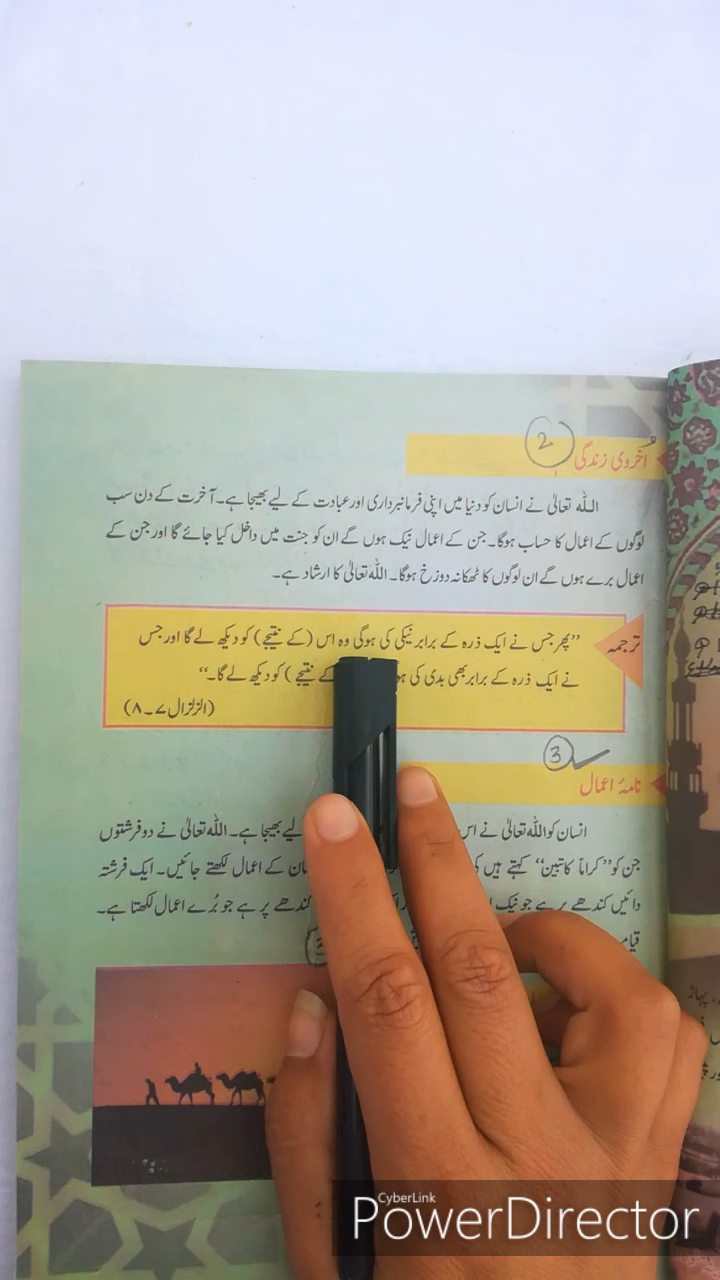 اُخروی زندگی
2
اللہ تعالیٰ نے انسان کو دنیا میں اپنی فرمانبرداری اور عبادت کے لیے بھیجا ہے۔ آخرت کے دن سب
لوگوں کے اعمال کا حساب ہوگا۔ جن کے اعمال نیک ہوں گے ان کو جنت میں داخل کیا جائے گا اور جن کے
اعمال برے ہوں گے ان لوگوں کا ٹھکانہ دوزخ ہوگا۔ اللہ تعالیٰ کا ارشاد ہے۔
ترجمہ
”پھر جس نے ایک ذرہ کے برابر نیکی کی ہوگی وہ اس (کے نتیجے) کو دیکھ لے گا اور جس
نے ایک ذرہ کے برابر بھی بدی کی کے نتیجے) کو دیکھ لے گا۔“
(الزلزال ۷۔۸)
3
نامۂ اعمال
انسان کو اللہ تعالیٰ نے اس لیے بھیجا ہے۔ اللہ تعالیٰ نے دو فرشتوں
جن کو ”کراماً کاتبین“ کہتے ہیں کے اعمال لکھتے جائیں۔ ایک فرشتہ
دائیں کندھے پر ہے جو نیک کندھے پر ہے جو بُرے اعمال لکھتا ہے۔
پہاڑ
CyberLink
PowerDirector